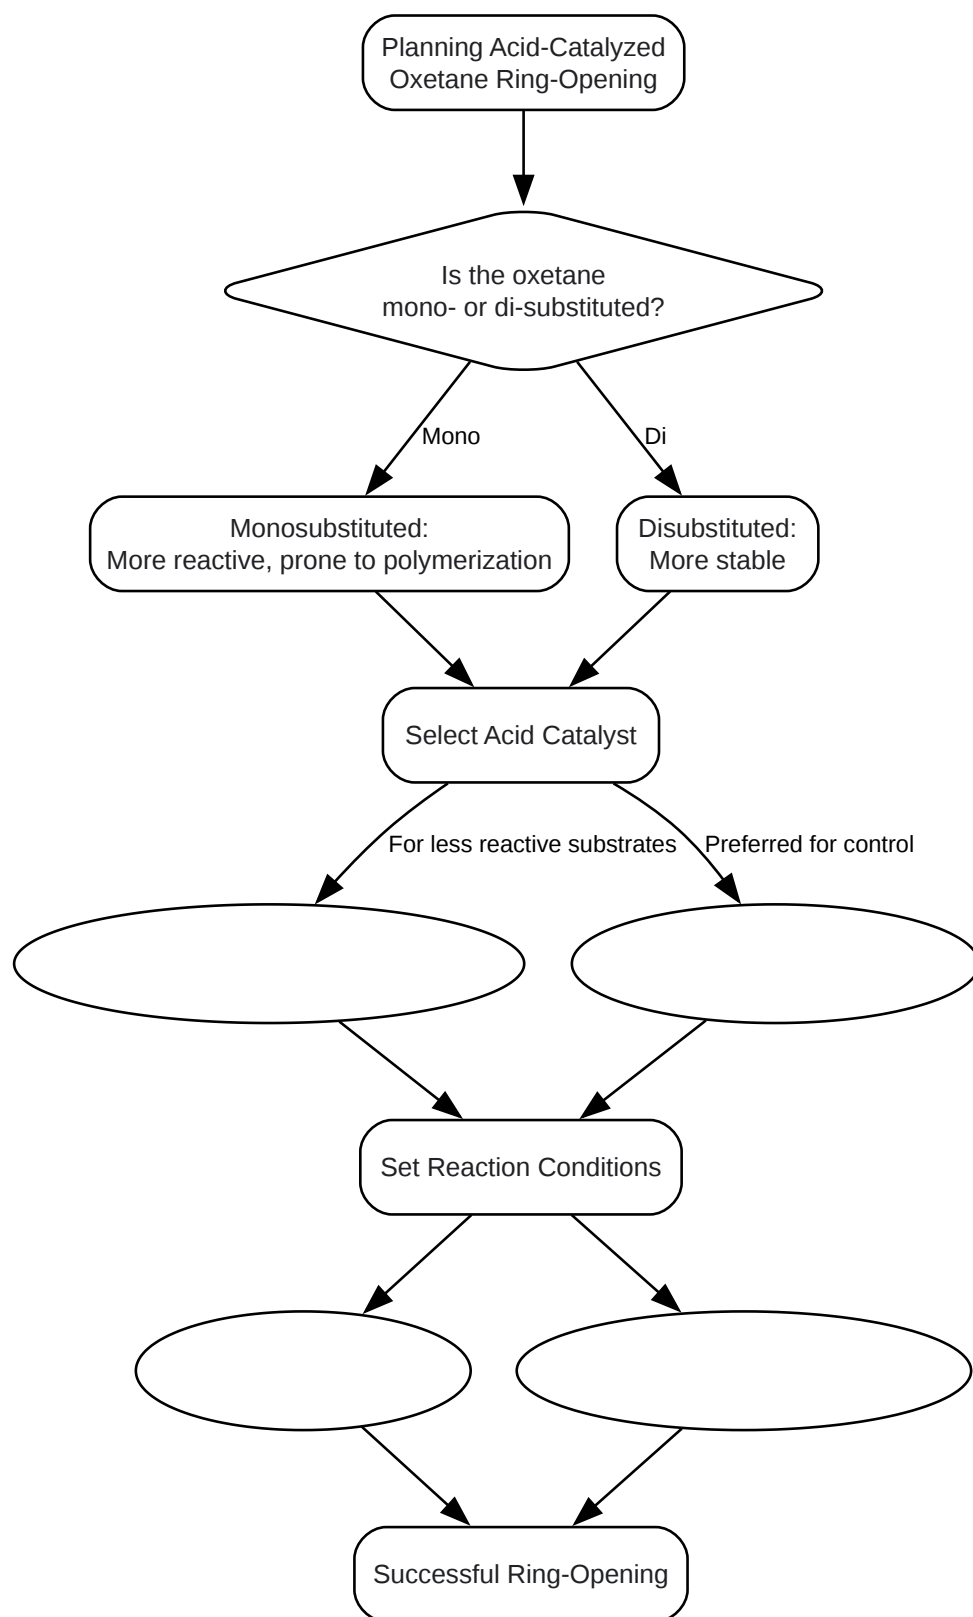 Planning Acid-Catalyzed
Oxetane Ring-Opening
Is the oxetane
mono- or di-substituted?
Mono
Di
Monosubstituted:
More reactive, prone to polymerization
Disubstituted:
More stable
Select Acid Catalyst
For less reactive substrates
Preferred for control
Set Reaction Conditions
Successful Ring-Opening